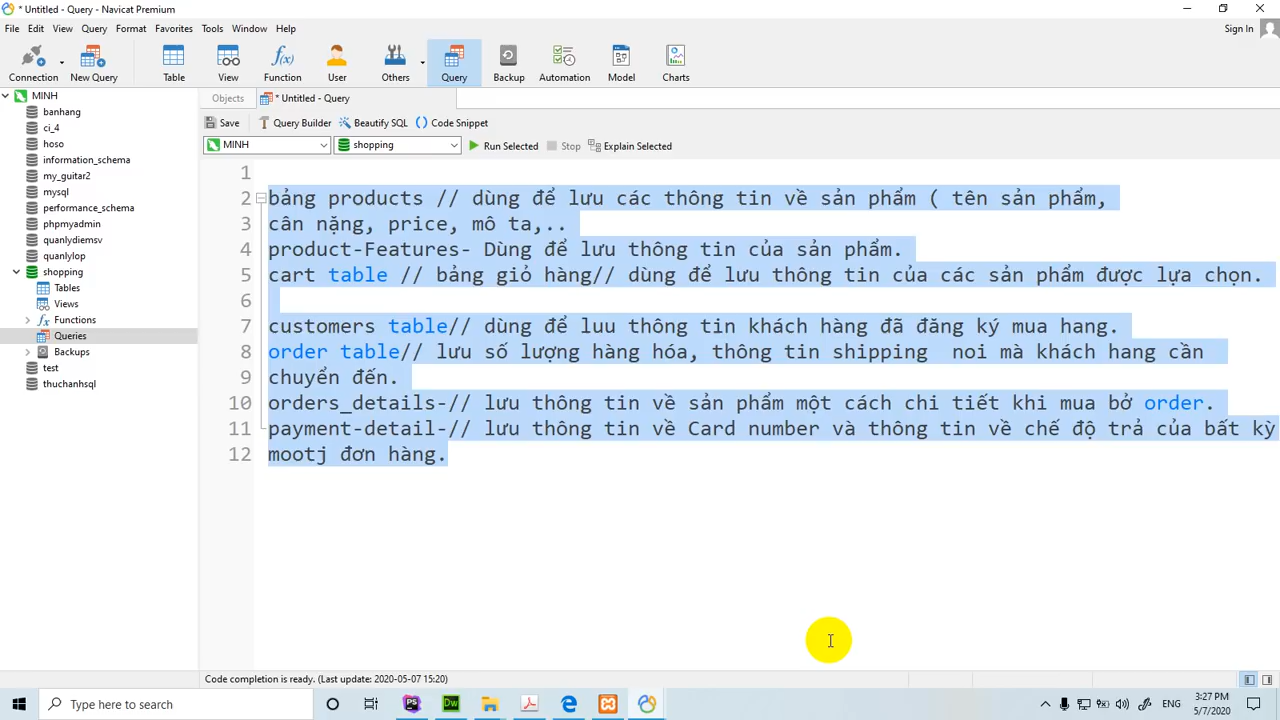 * Untitled - Query - Navicat Premium
File Edit View Query Format Favorites Tools Window Help
Sign In
Connection New Query Table View Function User Others Query Backup Automation Model Charts
MINH
banhang
ci_4
hoso
information_schema
my_guitar2
mysql
performance_schema
phpmyadmin
quanlydiemsv
quanlylop
shopping
Tables
Views
Functions
Queries
Backups
test
thuchanhsql
Objects * Untitled - Query
Save Query Builder Beautify SQL () Code Snippet
MINH shopping Run Selected Stop Explain Selected
1
2 bảng products // dùng để lưu các thông tin về sản phẩm ( tên sản phẩm,
3 cân nặng, price, mô ta,..
4 product-Features- Dùng để lưu thông tin của sản phẩm.
5 cart table // bảng giỏ hàng// dùng để lưu thông tin của các sản phẩm được lựa chọn.
6
7 customers table// dùng để luu thông tin khách hàng đã đăng ký mua hang.
8 order table// lưu số lượng hàng hóa, thông tin shipping  noi mà khách hang cần
9 chuyển đến.
10 orders_details-// lưu thông tin về sản phẩm một cách chi tiết khi mua bở order.
11 payment-detail-// lưu thông tin về Card number và thông tin về chế độ trả của bất kỳ
12 mootj đơn hàng.
Code completion is ready. (Last update: 2020-05-07 15:20)
Type here to search
Ps
Dw
ENG
3:27 PM
5/7/2020